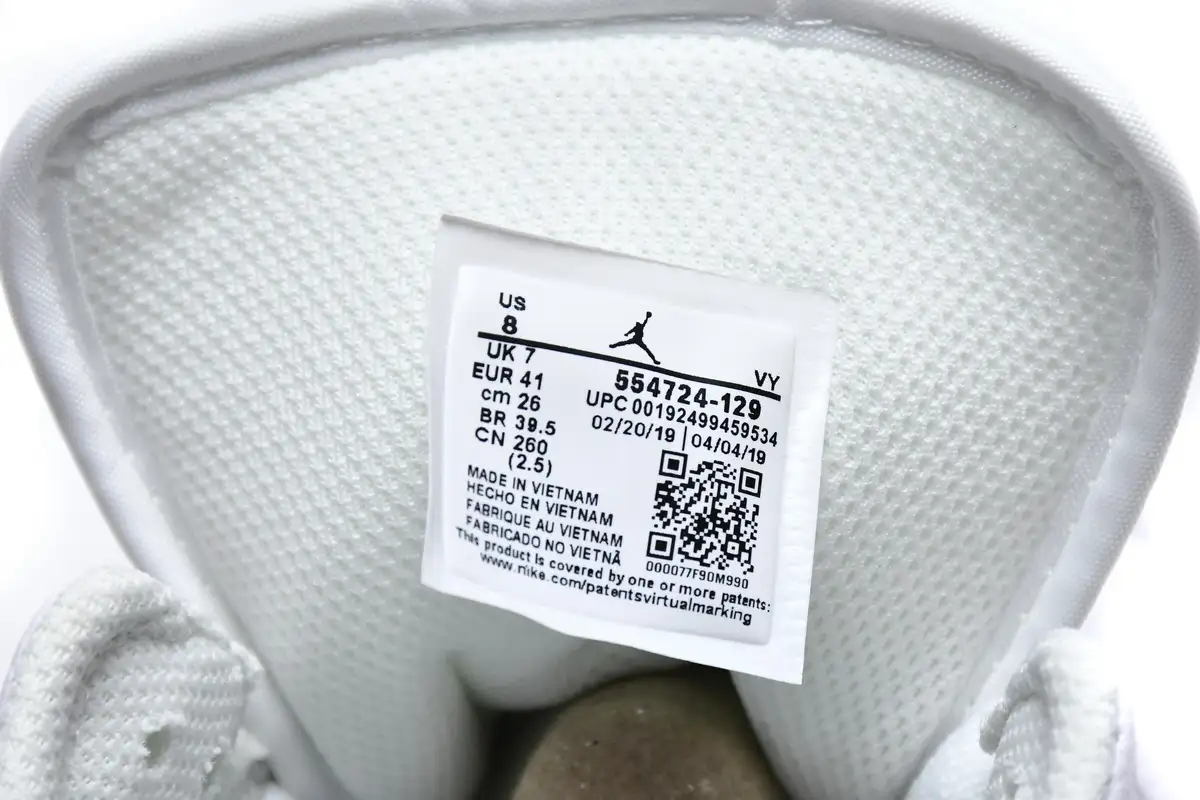 US
8
VY
UK 7
EUR 41
cm 26
BR 39.5
CN 260
(2.5)
554724-129
UPC 00192499459534
02/20/19 | 04/04/19
MADE IN VIETNAM
HECHO EN VIETNAM
FABRIQUE AU VIETNAM
FABRICADO NO VIETNÃ
000077F90M990
This product is covered by one or more patents:
www.nike.com/patentsvirtualmarking